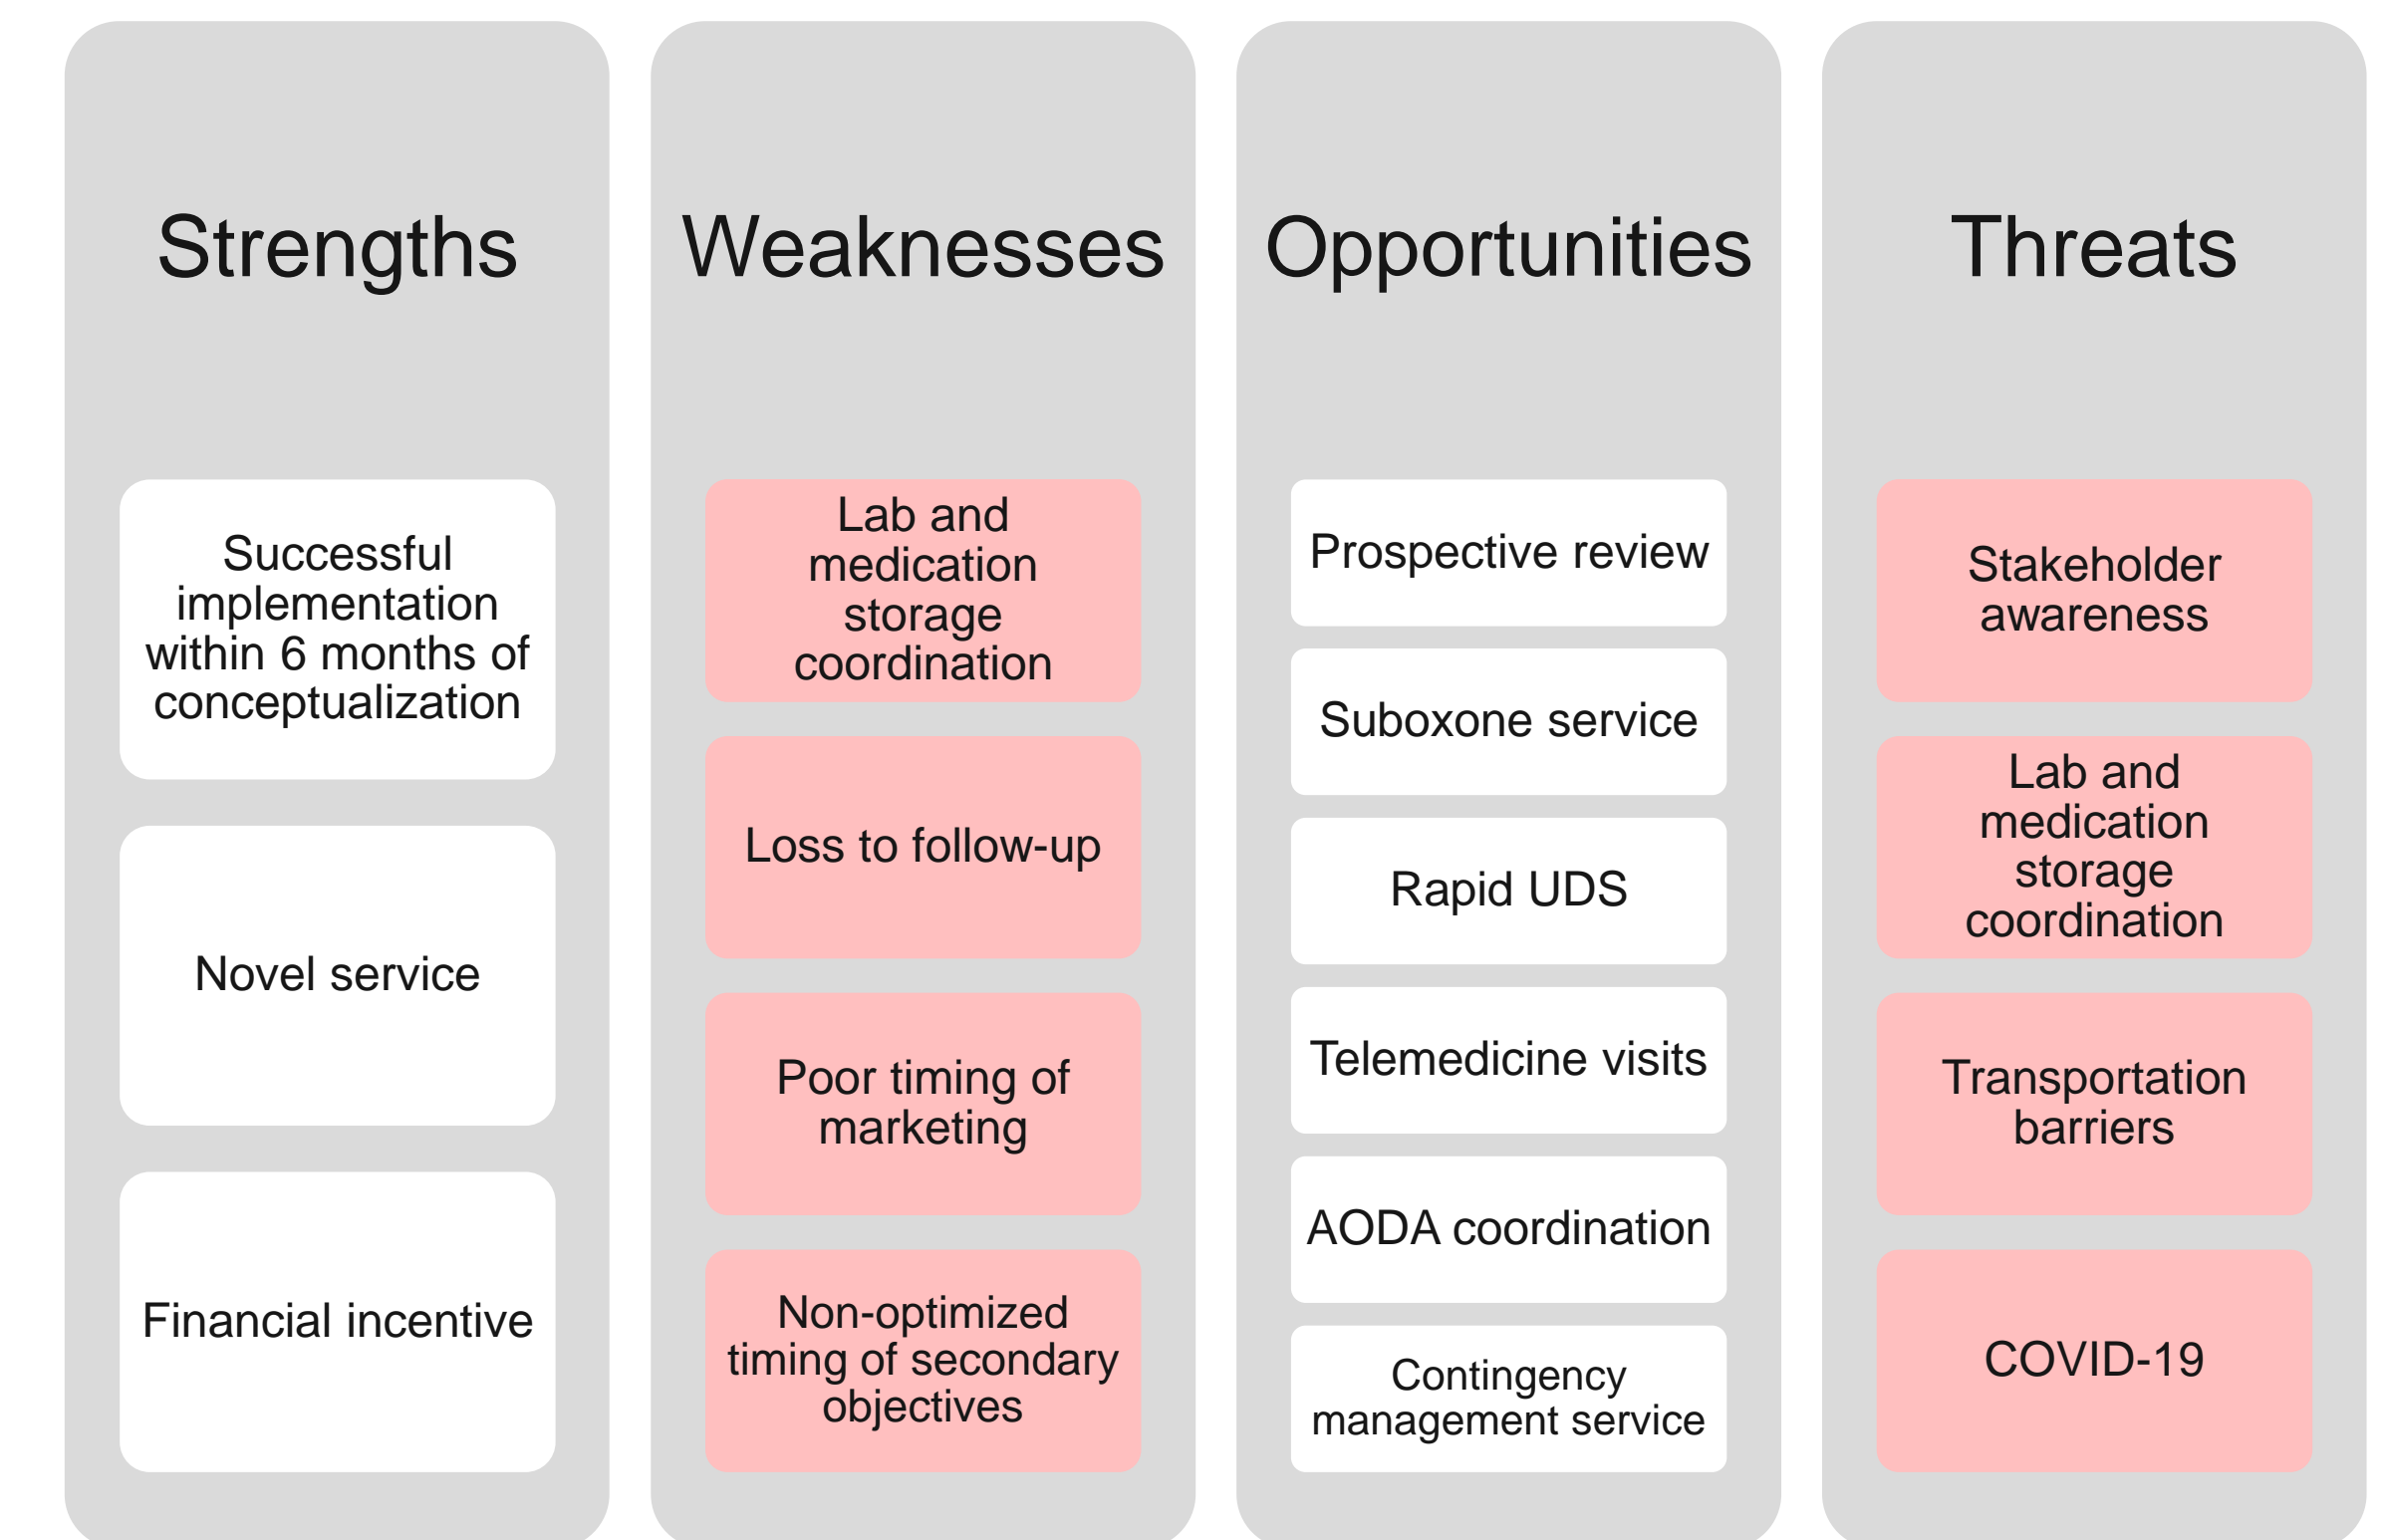 Strengths
Successful
implementation
within 6 months of
conceptualization
Novel service
Financial incentive
Weaknesses
Lab and
medication
storage
coordination
Loss to follow-up
Poor timing of
marketing
Non-optimized
timing of secondary
objectives
Opportunities
Prospective review
Suboxone service
Rapid UDS
Telemedicine visits
AODA coordination
Contingency
management service
Threats
Stakeholder
awareness
Lab and
medication
storage
coordination
Transportation
barriers
COVID-19